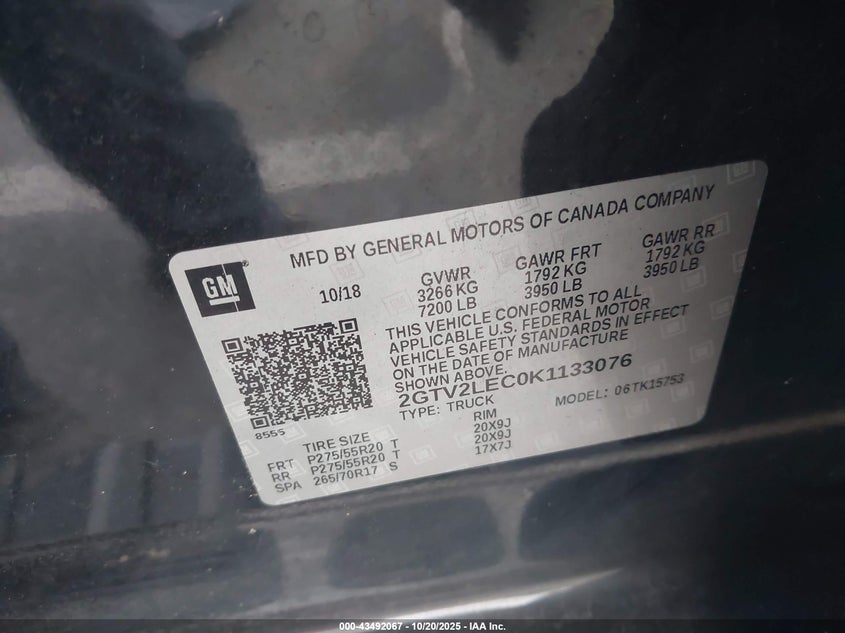 MFD BY GENERAL MOTORS OF CANADA COMPANY
GM®
10/18
GVWR
3266 KG
7200 LB
GAWR FRT
1792 KG
3950 LB
GAWR RR
1792 KG
3950 LB
THIS VEHICLE CONFORMS TO ALL
APPLICABLE U.S. FEDERAL MOTOR
VEHICLE SAFETY STANDARDS IN EFFECT
ON THE DATE OF MANUFACTURE
SHOWN ABOVE.
2GTV2LEC0K1133076
TYPE: TRUCK
MODEL: 06TK15753
8555
TIRE SIZE RIM
FRT P275/55R20 T 20X9J
RR P275/55R20 T 20X9J
SPA 265/70R17 S 17X7J
000-43492067 - 10/20/2025 - IAA Inc.